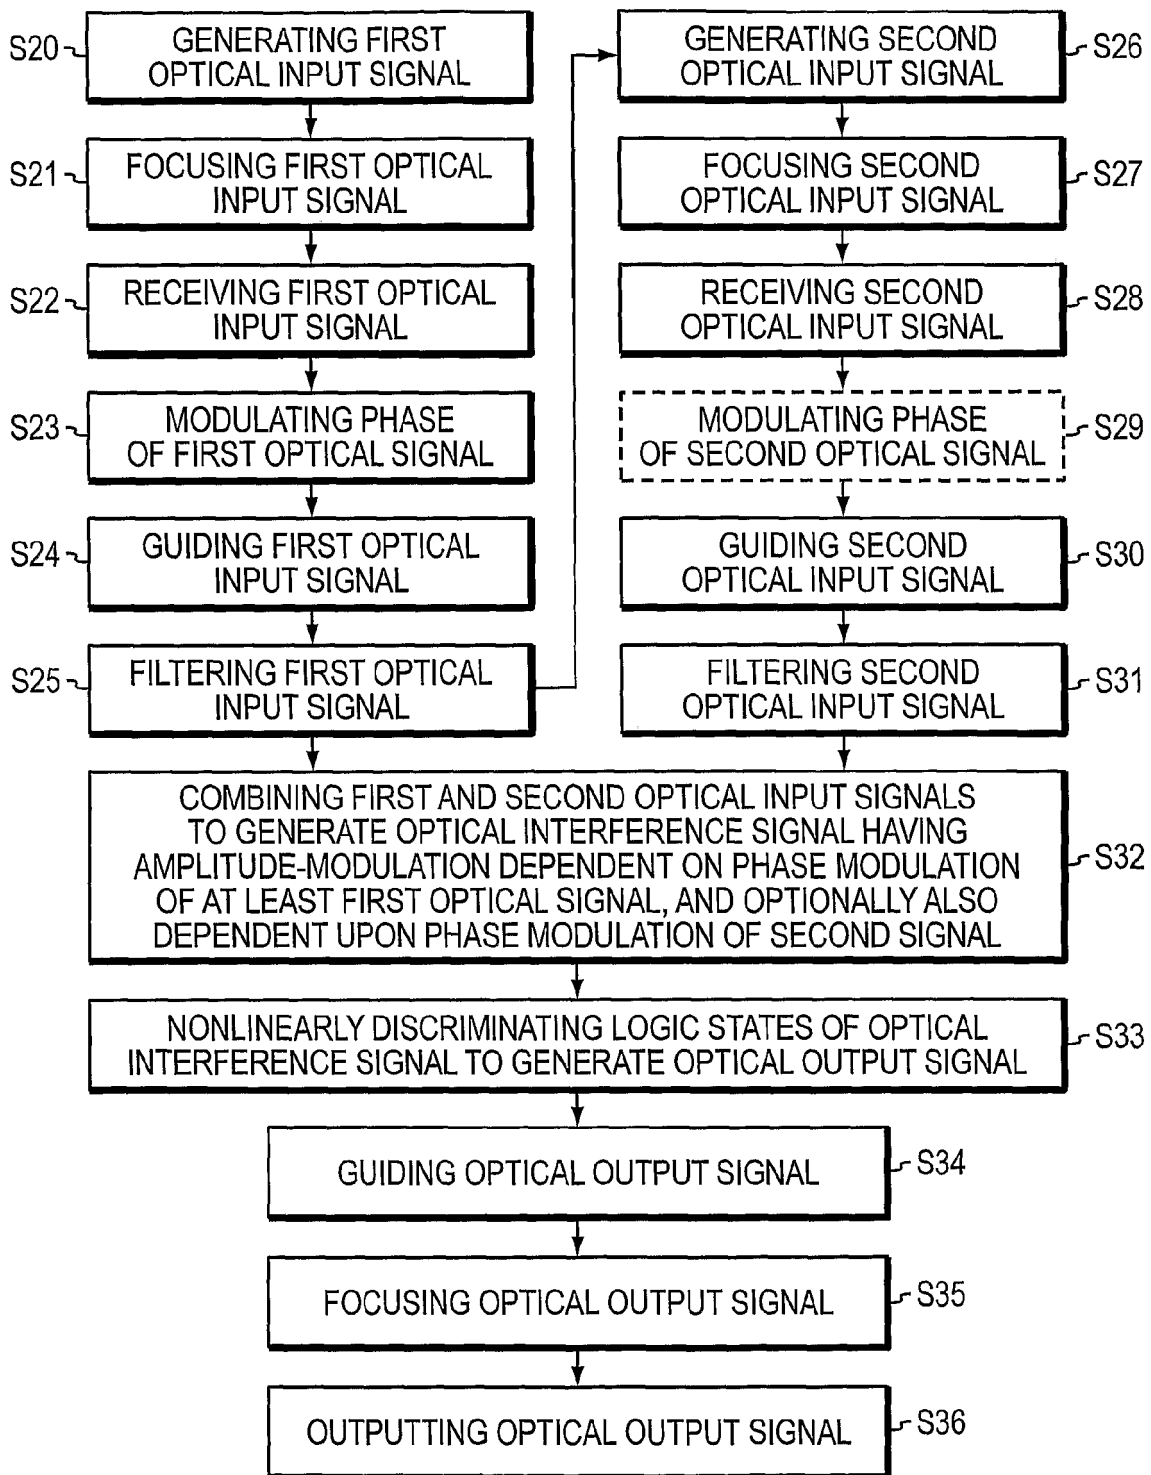 S20
GENERATING FIRST
OPTICAL INPUT SIGNAL
S21
FOCUSING FIRST OPTICAL
INPUT SIGNAL
S22
RECEIVING FIRST OPTICAL
INPUT SIGNAL
S23
MODULATING PHASE
OF FIRST OPTICAL SIGNAL
S24
GUIDING FIRST OPTICAL
INPUT SIGNAL
S25
FILTERING FIRST OPTICAL
INPUT SIGNAL
GENERATING SECOND
OPTICAL INPUT SIGNAL
S26
FOCUSING SECOND
OPTICAL INPUT SIGNAL
S27
RECEIVING SECOND
OPTICAL INPUT SIGNAL
S28
MODULATING PHASE
OF SECOND OPTICAL SIGNAL
S29
GUIDING SECOND
OPTICAL INPUT SIGNAL
S30
FILTERING SECOND
OPTICAL INPUT SIGNAL
S31
COMBINING FIRST AND SECOND OPTICAL INPUT SIGNALS
TO GENERATE OPTICAL INTERFERENCE SIGNAL HAVING
AMPLITUDE-MODULATION DEPENDENT ON PHASE MODULATION
OF AT LEAST FIRST OPTICAL SIGNAL, AND OPTIONALLY ALSO
DEPENDENT UPON PHASE MODULATION OF SECOND SIGNAL
S32
NONLINEARLY DISCRIMINATING LOGIC STATES OF OPTICAL
INTERFERENCE SIGNAL TO GENERATE OPTICAL OUTPUT SIGNAL
S33
GUIDING OPTICAL OUTPUT SIGNAL
S34
FOCUSING OPTICAL OUTPUT SIGNAL
S35
OUTPUTTING OPTICAL OUTPUT SIGNAL
S36